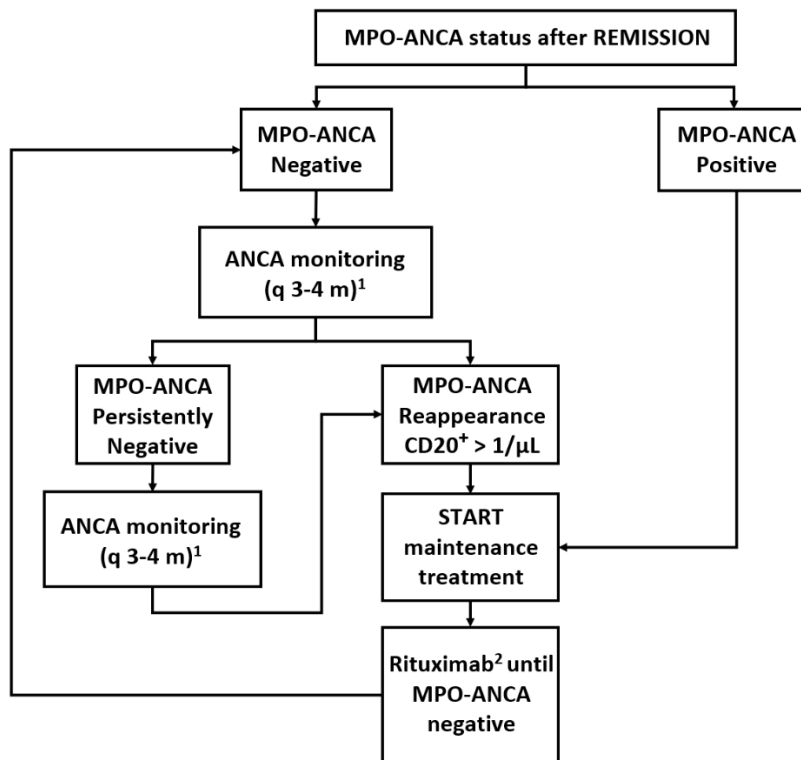 MPO-ANCA status after REMISSION
MPO-ANCA
Negative
MPO-ANCA
Positive
ANCA monitoring
(q 3-4 m)¹
MPO-ANCA
Persistently
Negative
MPO-ANCA
Reappearance
CD20⁺ > 1/µL
ANCA monitoring
(q 3-4 m)¹
START
maintenance
treatment
Rituximab² until
MPO-ANCA
negative